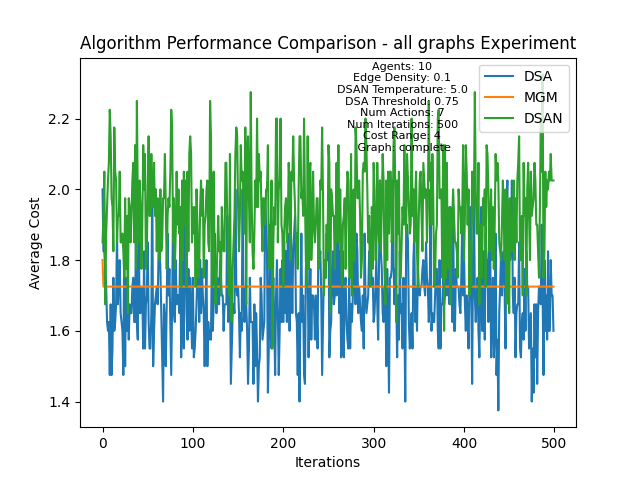 Algorithm Performance Comparison - all graphs Experiment
Agents: 10
Edge Density: 0.1
DSAN Temperature: 5.0
DSA Threshold: 0.75
Num Actions: 7
Num Iterations: 500
Cost Range: 4
Graph: complete
DSA
MGM
DSAN
Average Cost
2.2
2.0
1.8
1.6
1.4
0
100
200
300
400
500
Iterations